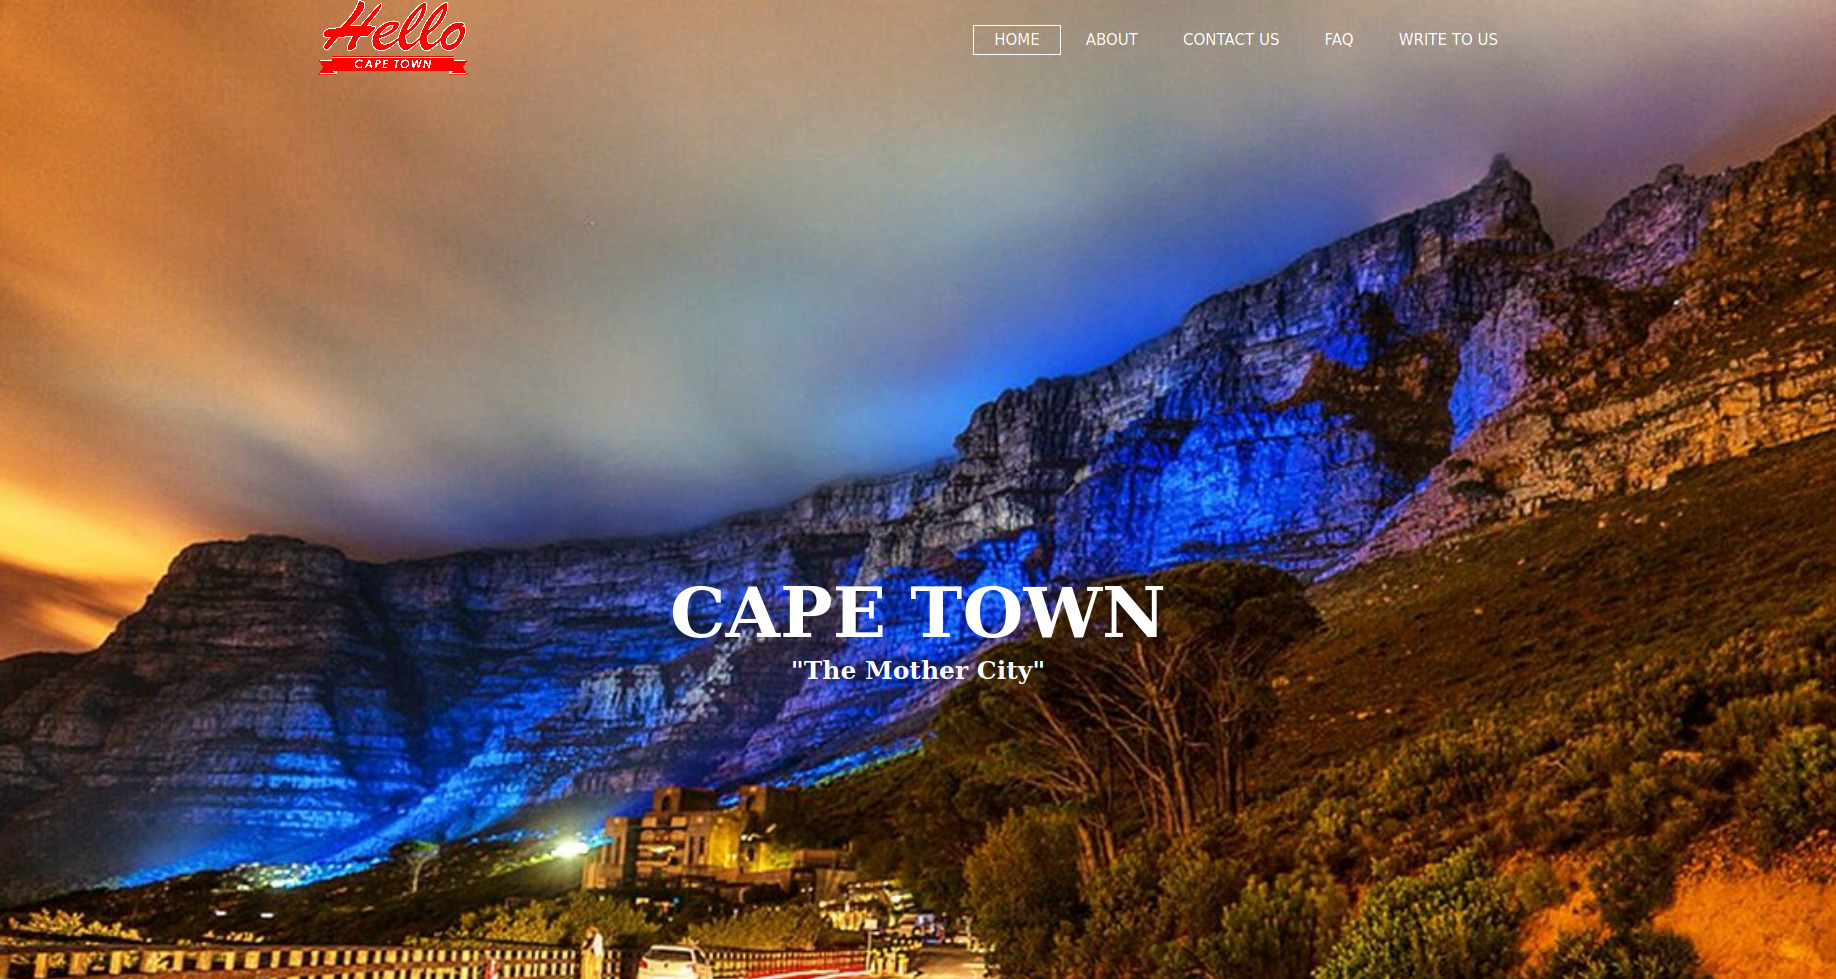 Hello
CAPE TOWN
HOME ABOUT CONTACT US FAQ WRITE TO US
CAPE TOWN
"The Mother City"